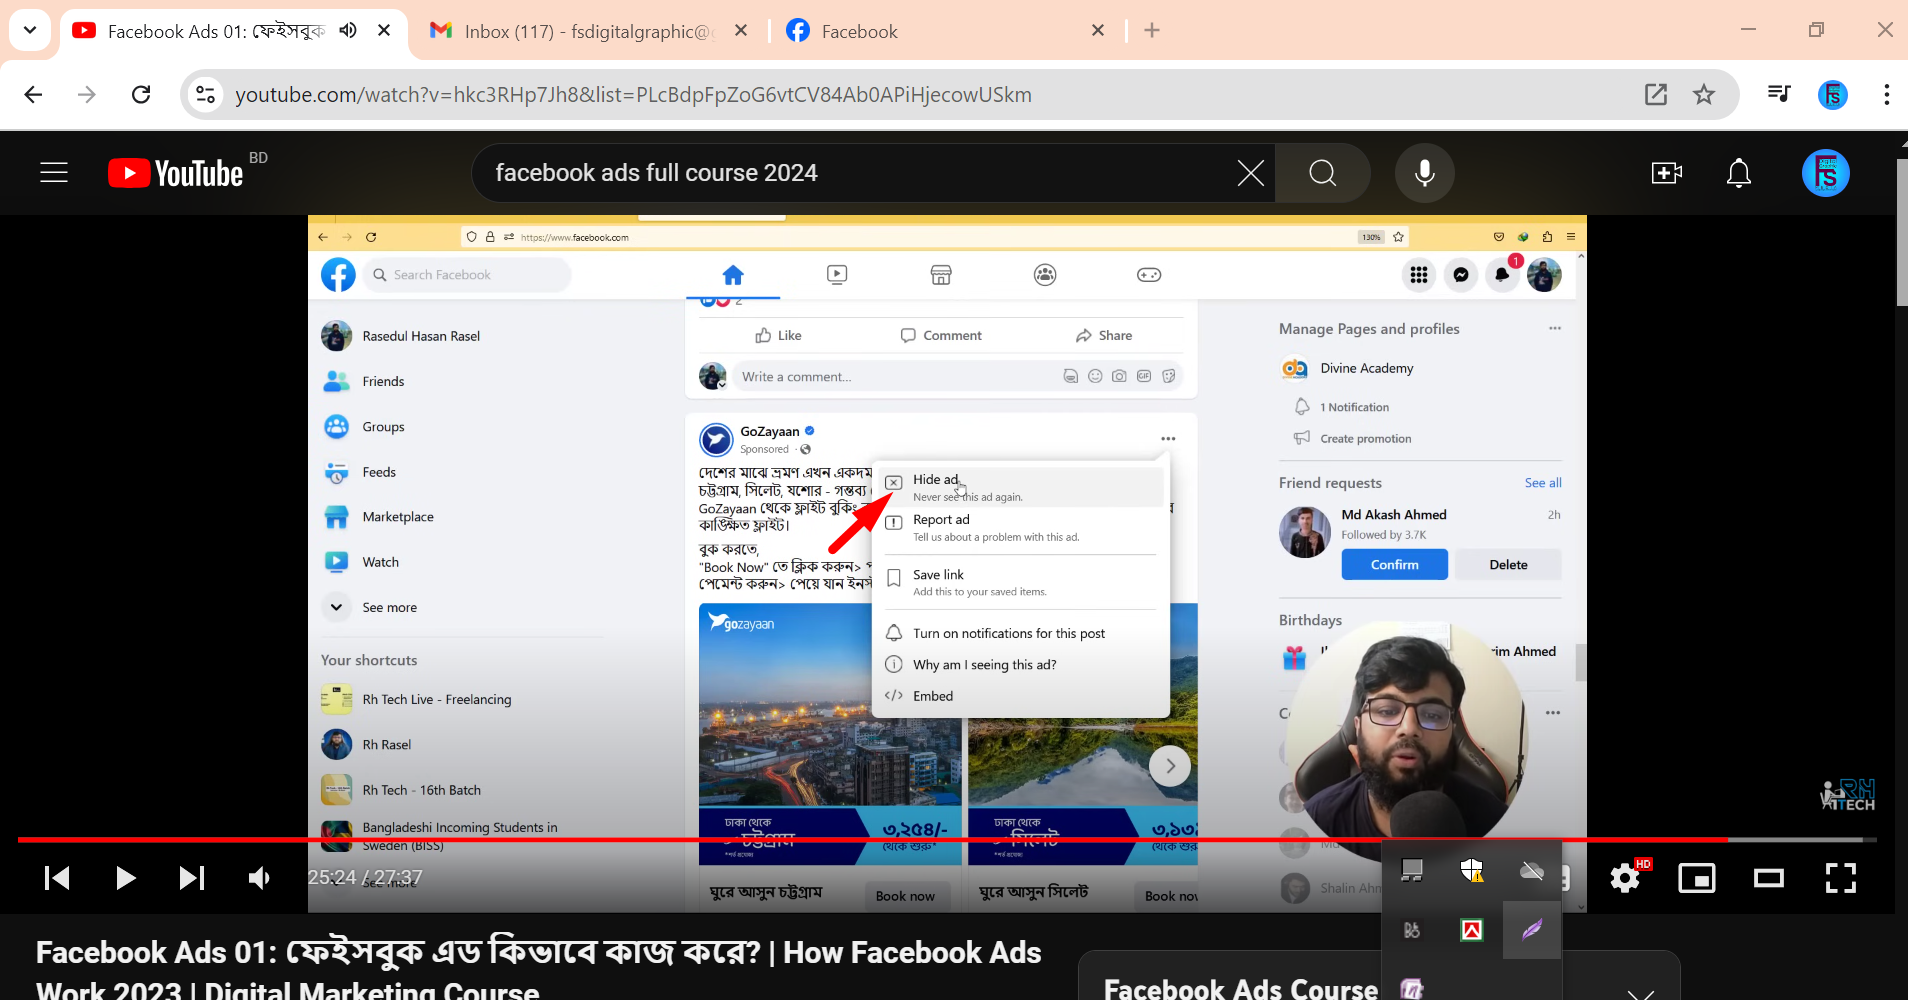 Facebook Ads 01: ফেইসবুক
Inbox (117) - fsdigitalgraphic@g
Facebook
youtube.com/watch?v=hkc3RHp7Jh8&list=PLcBdpFpZoG6vtCV84Ab0APiHjecowUSkm
YouTube BD
facebook ads full course 2024
https://www.facebook.com
130%
Search Facebook
1
Rasedul Hasan Rasel
Friends
Groups
Feeds
Marketplace
Watch
See more
Your shortcuts
Rh Tech Live - Freelancing
Rh Rasel
Rh Tech - 16th Batch
Bangladeshi Incoming Students in
Sweden (BISS)
See more
2
Like Comment Share
Write a comment...
GIF
GoZayaan
Sponsored ·
দেশের মাঝে ভ্রমণ এখন একদম
চট্টগ্রাম, সিলেট, যশোর - গন্তব্য
GoZayaan থেকে ফ্লাইট বুকিং
কাঙ্ক্ষিত ফ্লাইট।
বুক করতে,
"Book Now" তে ক্লিক করুন>
পেমেন্ট করুন> পেয়ে যান
Hide ad
Never see this ad again.
Report ad
Tell us about a problem with this ad.
Save link
Add this to your saved items.
Turn on notifications for this post
Why am I seeing this ad?
Embed
gozayaan
ঢাকা থেকে
চট্টগ্রাম
*শর্ত প্রযোজ্য
৩,২৫৪/-
থেকে শুরু*
ঢাকা থেকে
সিলেট
*শর্ত প্রযোজ্য
থেকে শুরু
ঘুরে আসুন চট্টগ্রাম
Book now
ঘুরে আসুন সিলেট
Book nov
Manage Pages and profiles
Divine Academy
1 Notification
Create promotion
Friend requests See all
Md Akash Ahmed 2h
Followed by 3.7K
Confirm Delete
Birthdays
rim Ahmed
Shalin Ahm
RH
TECH
25:24 / 27:37
HD
Facebook Ads 01: ফেইসবুক এড কিভাবে কাজ করে? | How Facebook Ads
Work 2023 | Digital Marketing Course
Facebook Ads Course